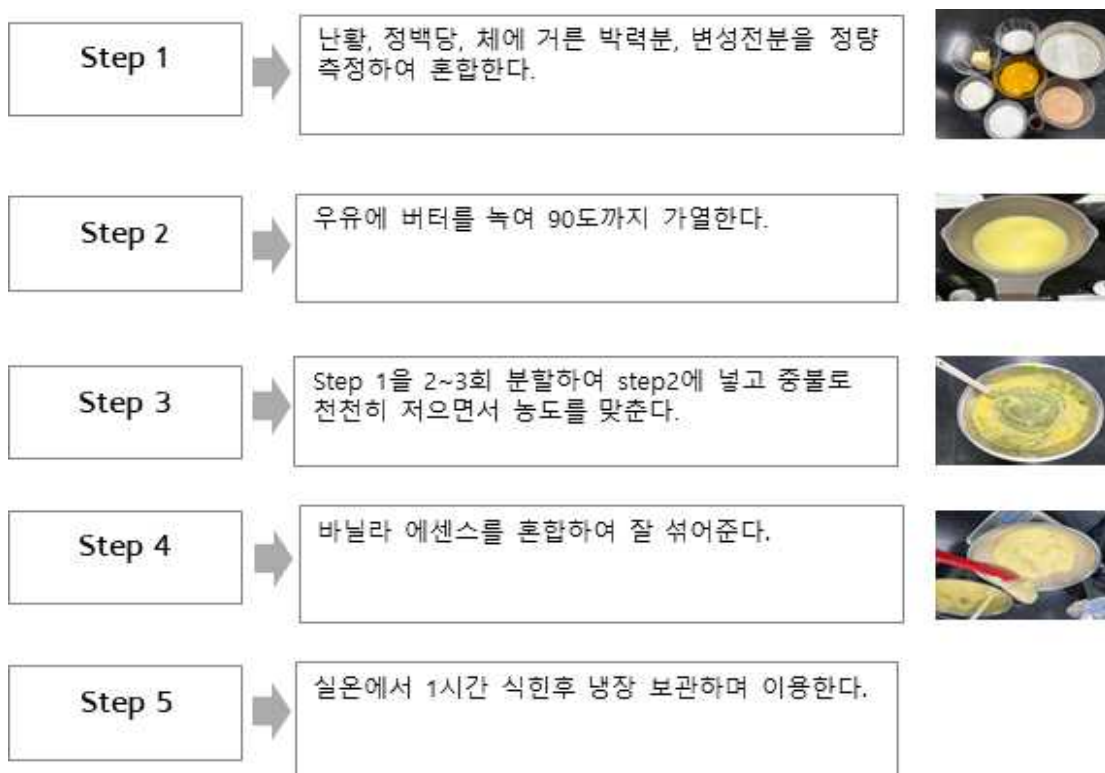 Step 1
난황, 정백당, 체에 거른 박력분, 변성전분을 정량
측정하여 혼합한다.
Step 2
우유에 버터를 녹여 90도까지 가열한다.
Step 3
Step 1을 2~3회 분할하여 step2에 넣고 중불로
천천히 저으면서 농도를 맞춘다.
Step 4
바닐라 에센스를 혼합하여 잘 섞어준다.
Step 5
실온에서 1시간 식힌후 냉장 보관하며 이용한다.